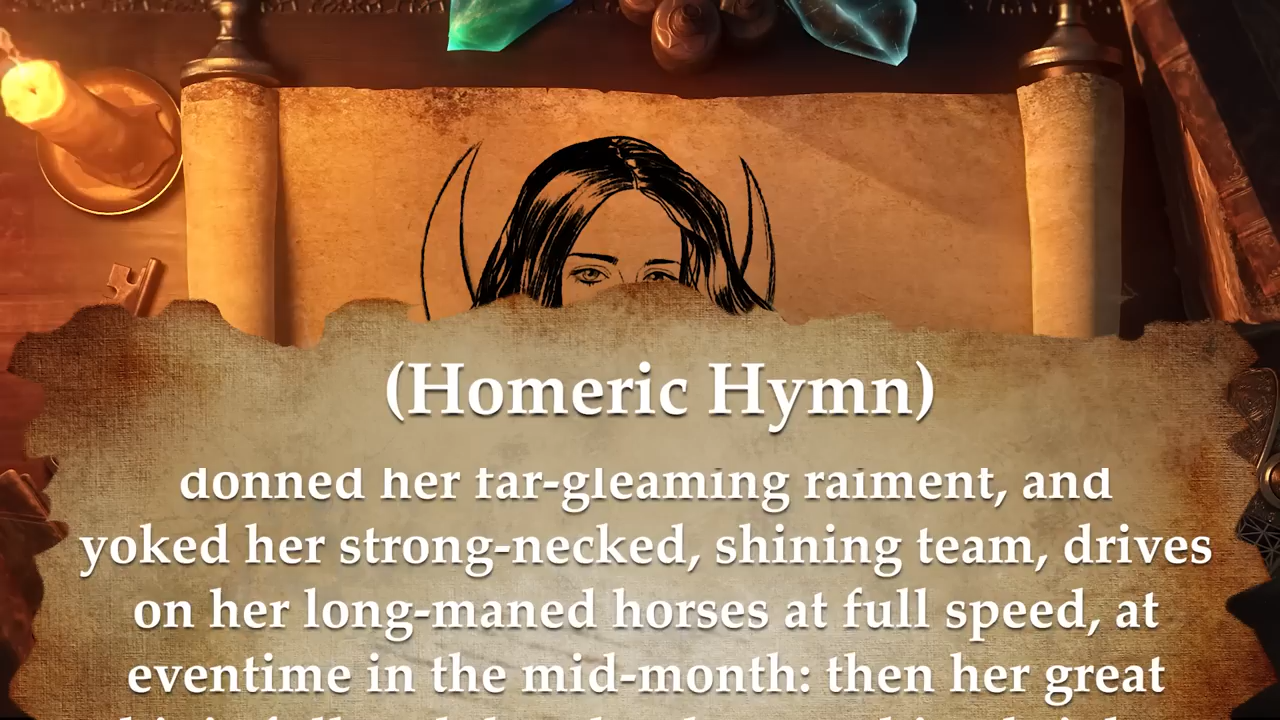 (Homeric Hymn)
donned her far-gleaming raiment, and
yoked her strong-necked, shining team, drives
on her long-maned horses at full speed, at
eventime in the mid-month: then her great